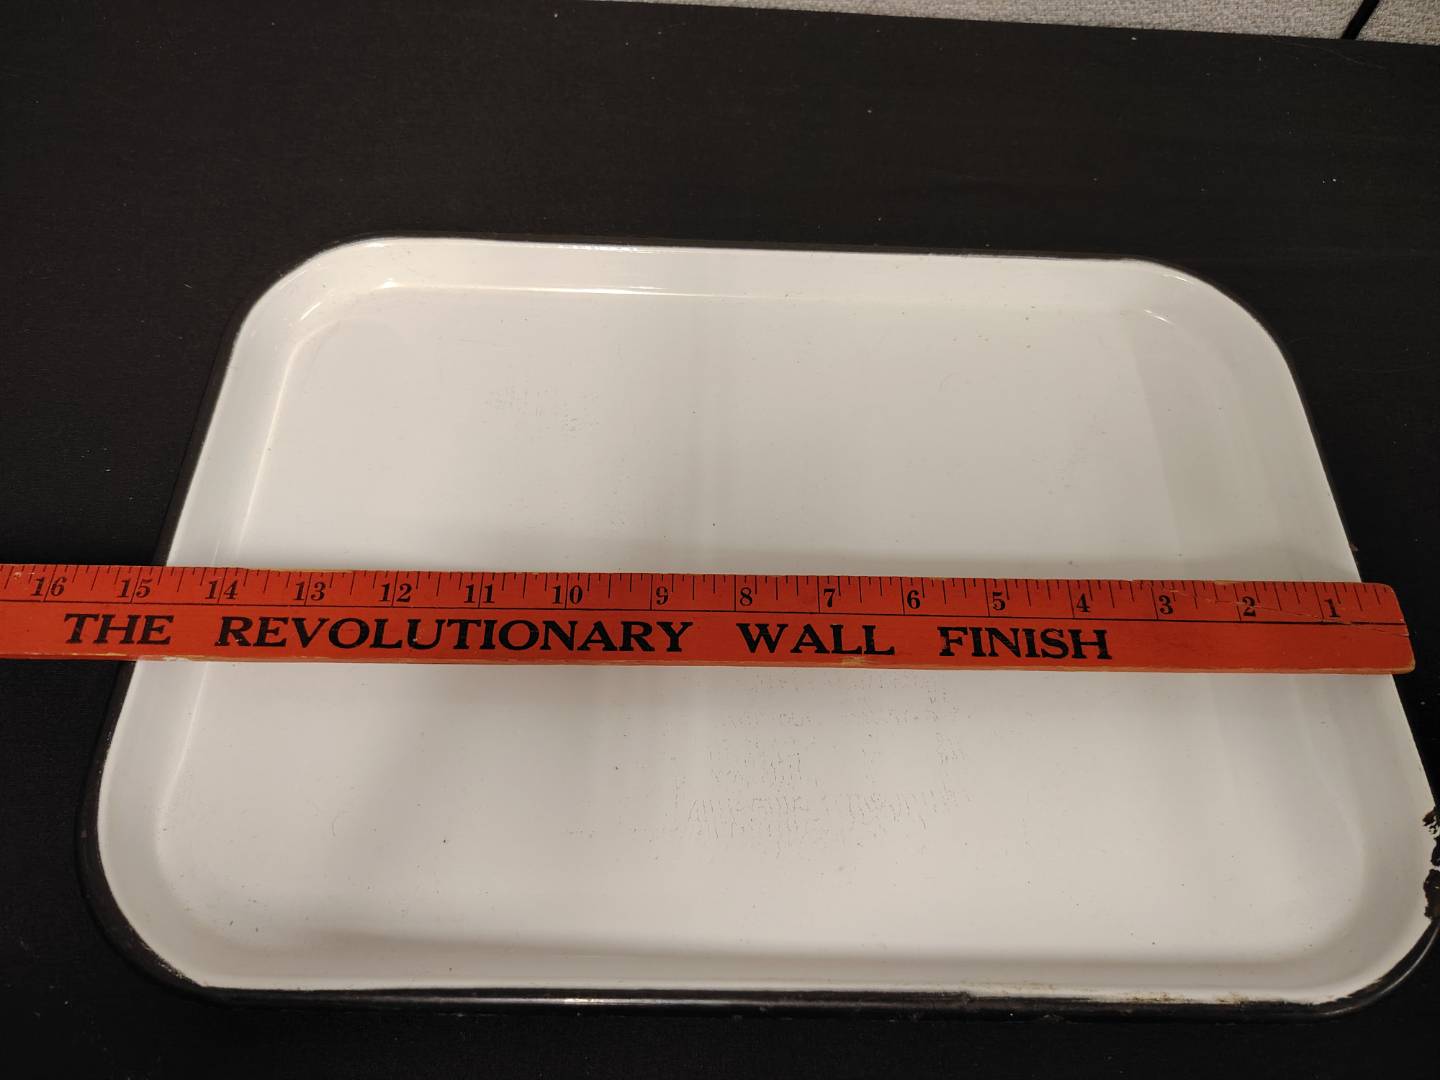 16 15 14 13 12 11 10 9 8 7 6 5 4 3 2 1
THE REVOLUTIONARY WALL FINISH